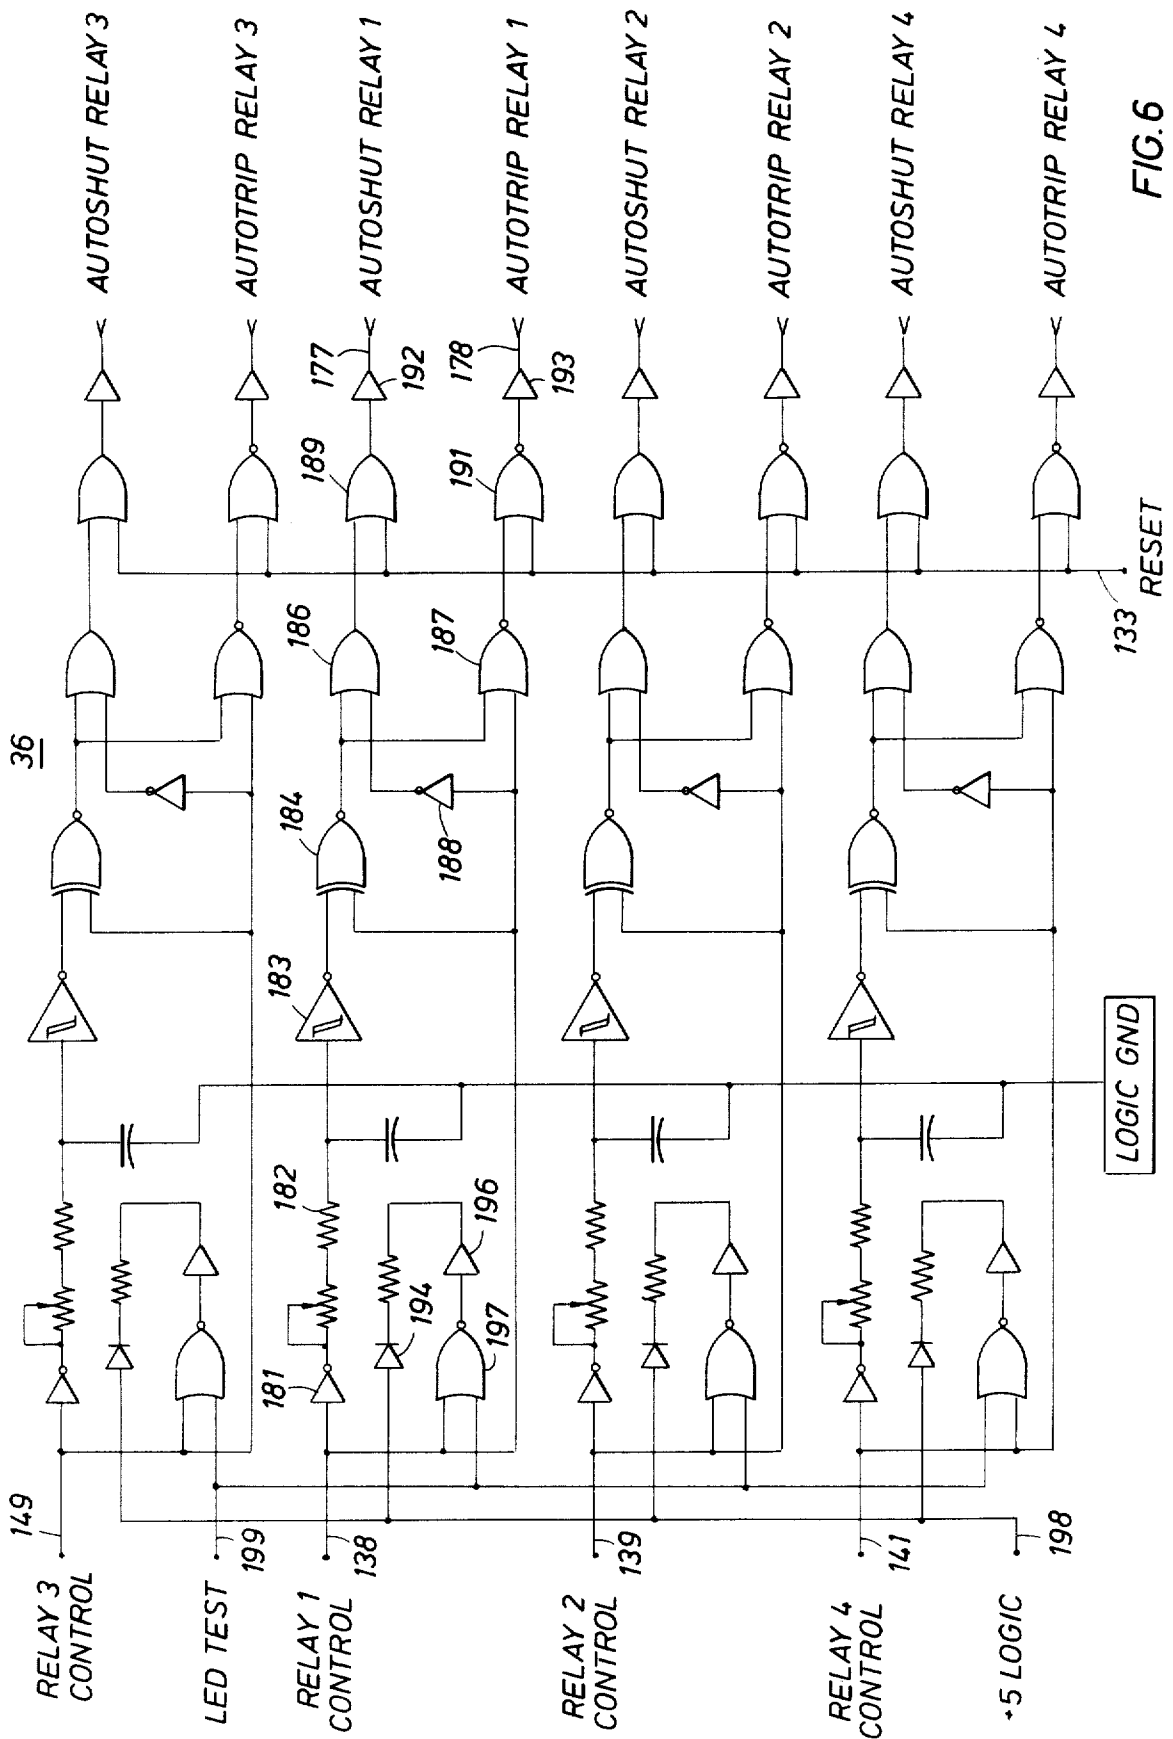 36
RELAY 3
CONTROL
149
AUTOSHUT RELAY 3
LED TEST
199
AUTOTRIP RELAY 3
RELAY 1
CONTROL
138
181
182
183
184
186
189
177
192
AUTOSHUT RELAY 1
194
196
197
188
187
191
178
193
AUTOTRIP RELAY 1
RELAY 2
CONTROL
139
AUTOSHUT RELAY 2
AUTOTRIP RELAY 2
RELAY 4
CONTROL
141
AUTOSHUT RELAY 4
+5 LOGIC
198
AUTOTRIP RELAY 4
LOGIC GND
133
RESET
FIG.6